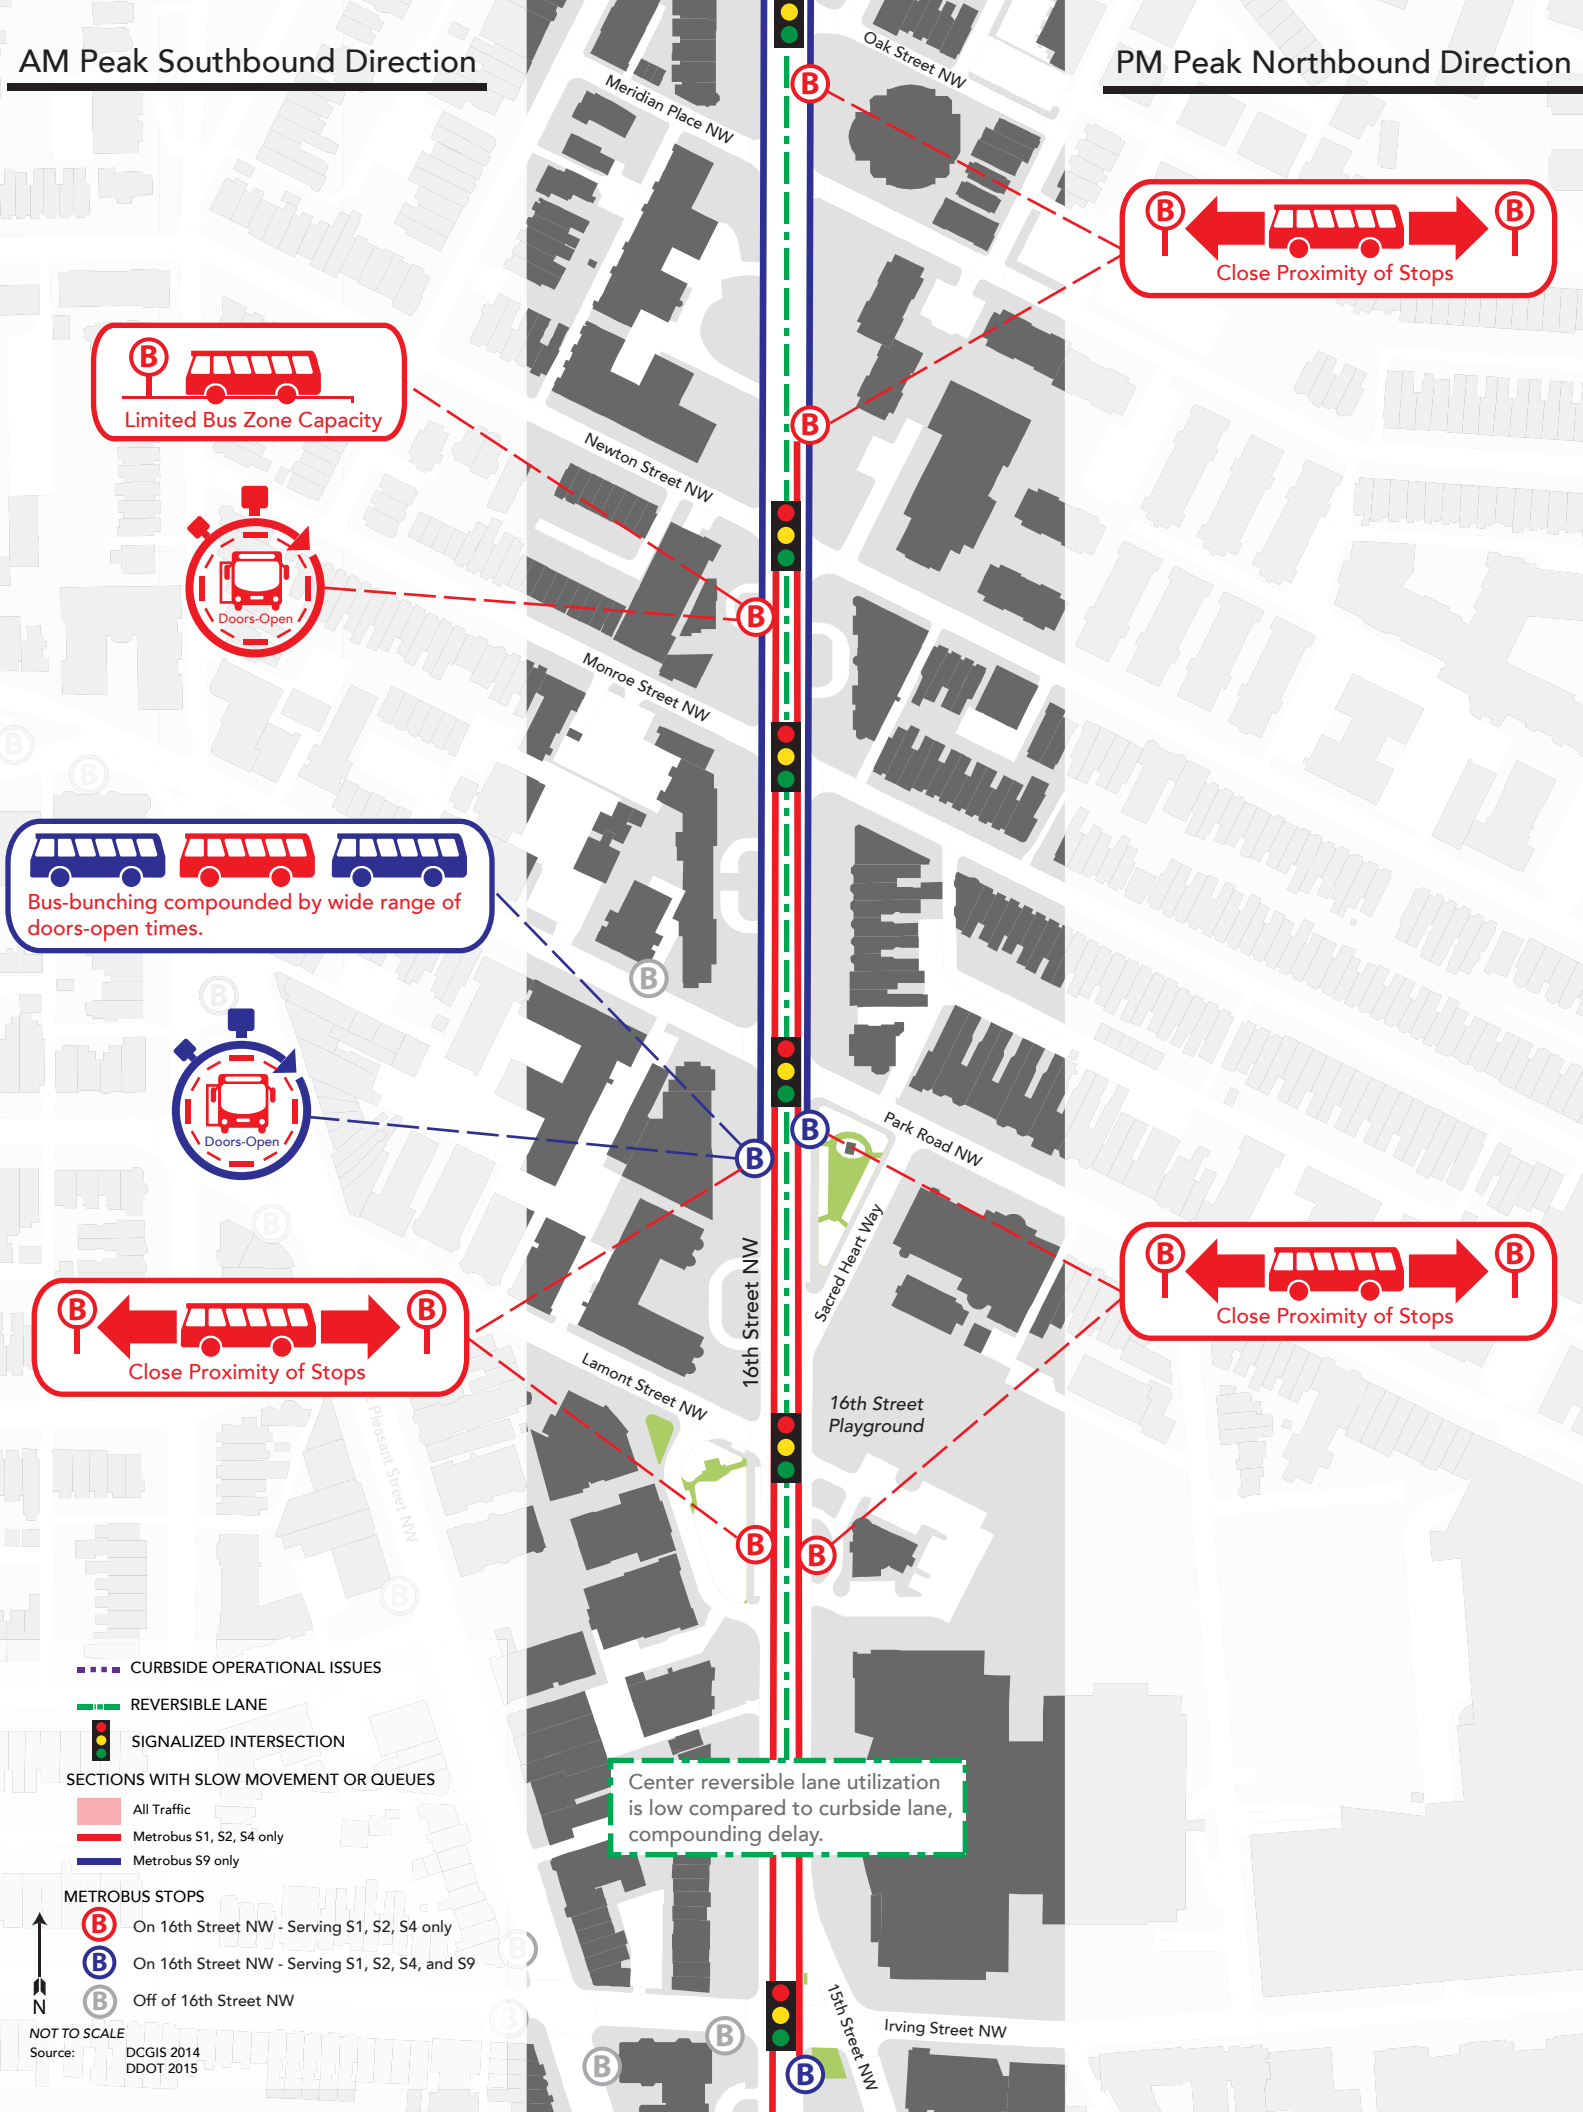 AM Peak Southbound Direction
PM Peak Northbound Direction
Oak Street NW
Meridian Place NW
B
B
B
Close Proximity of Stops
B
Limited Bus Zone Capacity
B
Newton Street NW
Doors-Open
B
Monroe Street NW
B
B
Bus-bunching compounded by wide range of
doors-open times.
B
B
Doors-Open
B
B
Park Road NW
B
Sacred Heart Way
16th Street NW
B
B
Close Proximity of Stops
B
B
Close Proximity of Stops
Lamont Street NW
16th Street
Playground
Pleasant Street NW
B
B
B
CURBSIDE OPERATIONAL ISSUES
REVERSIBLE LANE
SIGNALIZED INTERSECTION
SECTIONS WITH SLOW MOVEMENT OR QUEUES
All Traffic
Metrobus S1, S2, S4 only
Metrobus S9 only
Center reversible lane utilization
is low compared to curbside lane,
compounding delay.
METROBUS STOPS
B On 16th Street NW - Serving S1, S2, S4 only
B On 16th Street NW - Serving S1, S2, S4, and S9
B Off of 16th Street NW
N
NOT TO SCALE
Source: DCGIS 2014
DDOT 2015
B
B
15th Street NW
Irving Street NW
B
B
B